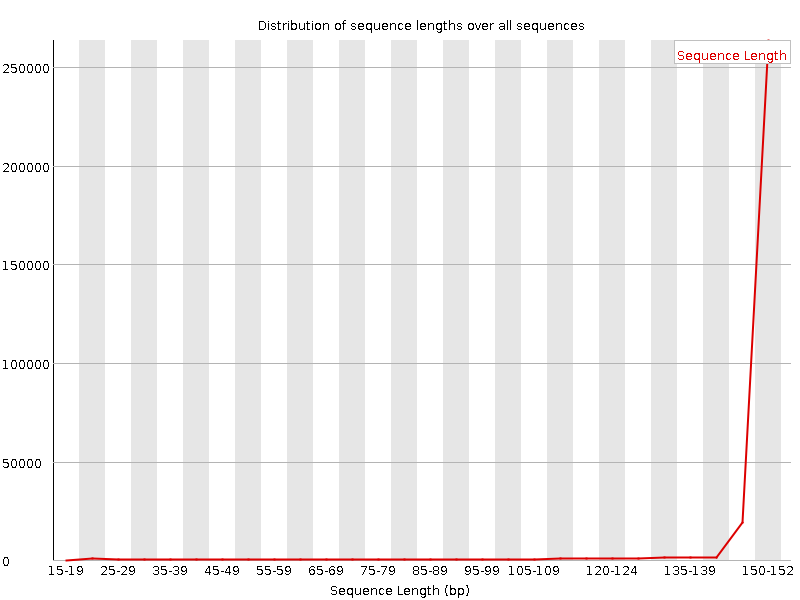 Distribution of sequence lengths over all sequences
Sequence Length
250000
200000
150000
100000
50000
0
15-19 25-29 35-39 45-49 55-59 65-69 75-79 85-89 95-99 105-109 120-124 135-139 150-152
Sequence Length (bp)